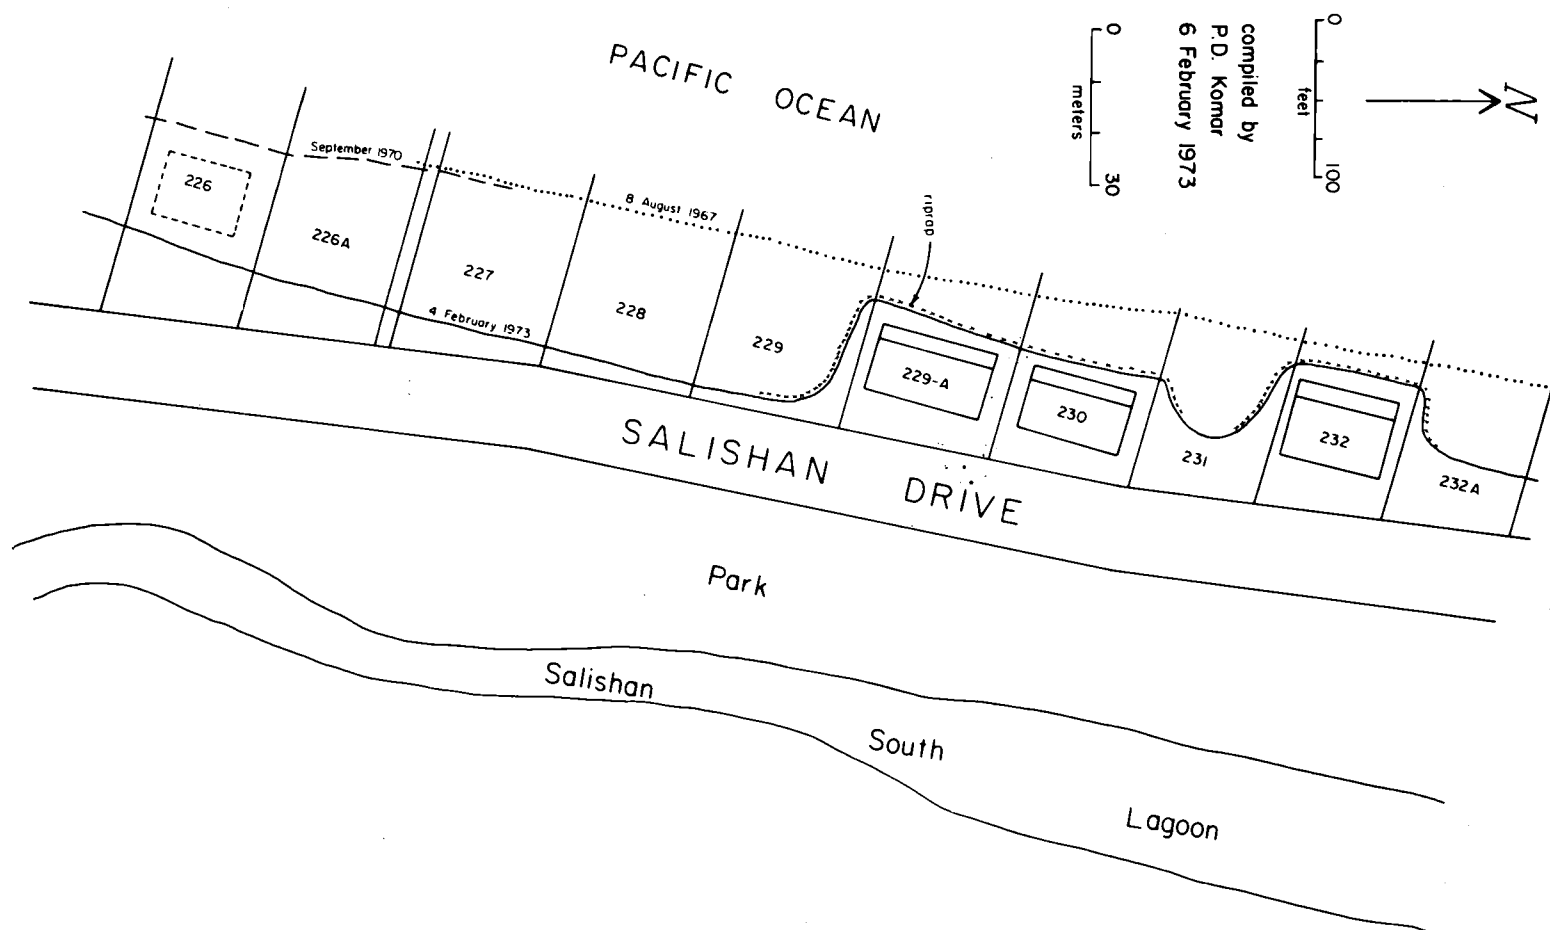 PACIFIC OCEAN
0
30
meters
compiled by
P.D. Komar
6 February 1973
0
feet
100
N
September 1970
8 August 1967
riprap
226
226A
227
228
229
4 February 1973
229-A
230
231
232
232A
SALISHAN DRIVE
Park
Salishan
South
Lagoon